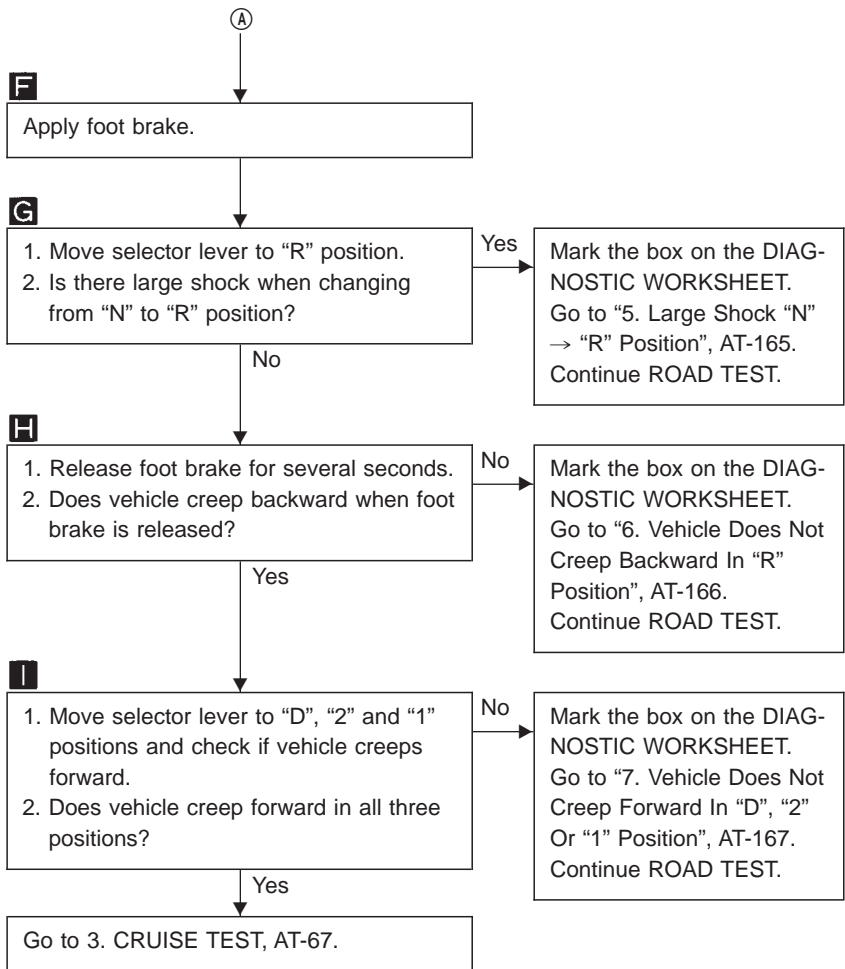 Ⓐ
F
Apply foot brake.
G
1. Move selector lever to “R” position.
2. Is there large shock when changing
from “N” to “R” position?
Yes
Mark the box on the DIAG-
NOSTIC WORKSHEET.
Go to “5. Large Shock “N”
→ “R” Position”, AT-165.
Continue ROAD TEST.
No
H
1. Release foot brake for several seconds.
2. Does vehicle creep backward when foot
brake is released?
No
Mark the box on the DIAG-
NOSTIC WORKSHEET.
Go to “6. Vehicle Does Not
Creep Backward In “R”
Position”, AT-166.
Continue ROAD TEST.
Yes
I
1. Move selector lever to “D”, “2” and “1”
positions and check if vehicle creeps
forward.
2. Does vehicle creep forward in all three
positions?
No
Mark the box on the DIAG-
NOSTIC WORKSHEET.
Go to “7. Vehicle Does Not
Creep Forward In “D”, “2”
Or “1” Position”, AT-167.
Continue ROAD TEST.
Yes
Go to 3. CRUISE TEST, AT-67.